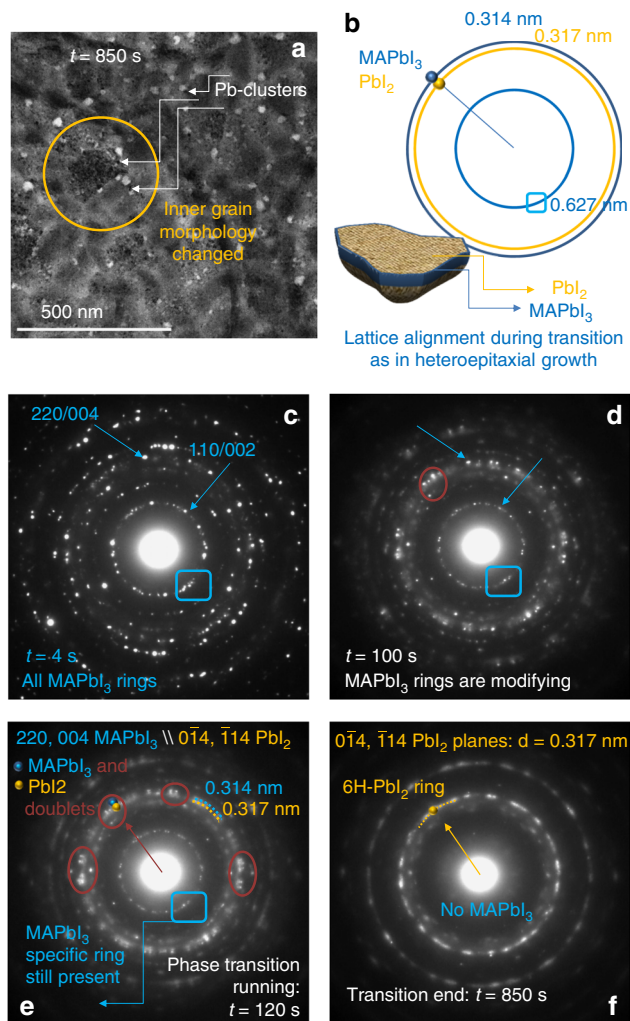 a
t = 850 s
Pb-clusters
Inner grain
morphology
changed
500 nm
b
0.314 nm
0.317 nm
MAPbI₃
PbI₂
0.627 nm
PbI₂
MAPbI₃
Lattice alignment during transition
as in heteroepitaxial growth
c
220/004
110/002
t = 4 s
All MAPbI₃ rings
d
t = 100 s
MAPbI₃ rings are modifying
220, 004 MAPbI₃ \\ 01̄4, 1̄14 PbI₂
MAPbI₃ and
PbI2
doublets
0.314 nm
0.317 nm
MAPbI₃
specific ring
still present
Phase transition
running:
t = 120 s
e
01̄4, 1̄14 PbI₂ planes: d = 0.317 nm
6H-PbI₂ ring
No MAPbI₃
Transition end: t = 850 s
f